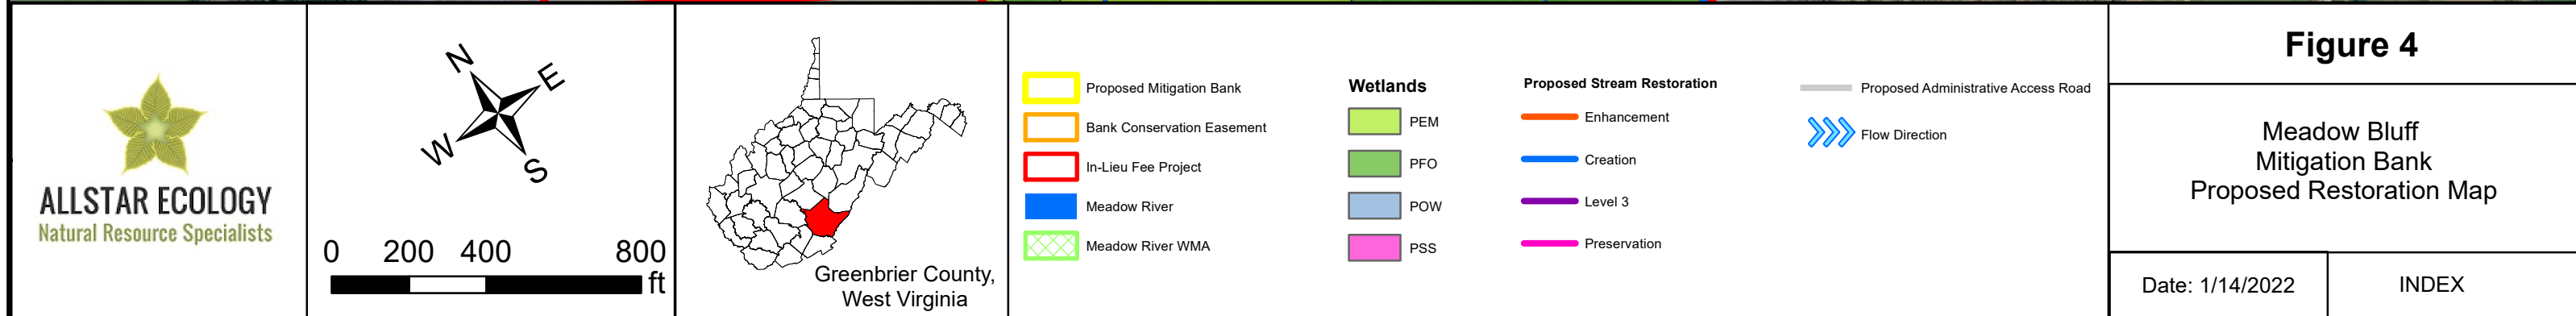 ALLSTAR ECOLOGY
Natural Resource Specialists
N
E
W
S
0 200 400 800
ft
Greenbrier County,
West Virginia
Proposed Mitigation Bank
Bank Conservation Easement
In-Lieu Fee Project
Meadow River
Meadow River WMA
Wetlands
PEM
PFO
POW
PSS
Proposed Stream Restoration
Enhancement
Creation
Level 3
Preservation
Proposed Administrative Access Road
Flow Direction
Figure 4
Meadow Bluff
Mitigation Bank
Proposed Restoration Map
Date: 1/14/2022
INDEX